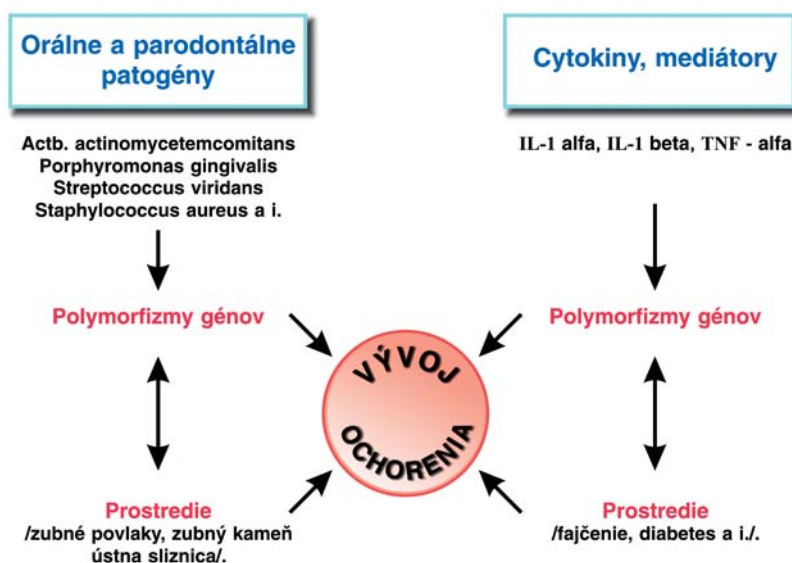 Orálne a parodontálne
patogény
Actb. actinomycetemcomitans
Porphyromonas gingivalis
Streptococcus viridans
Staphylococcus aureus a i.
Polymorfizmy génov
Prostredie
/zubné povlaky, zubný kameň
ústna sliznica/.
VÝVOJ
OCHORENIA
Cytokiny, mediátory
IL-1 alfa, IL-1 beta, TNF - alfa
Polymorfizmy génov
Prostredie
/fajčenie, diabetes a i./.